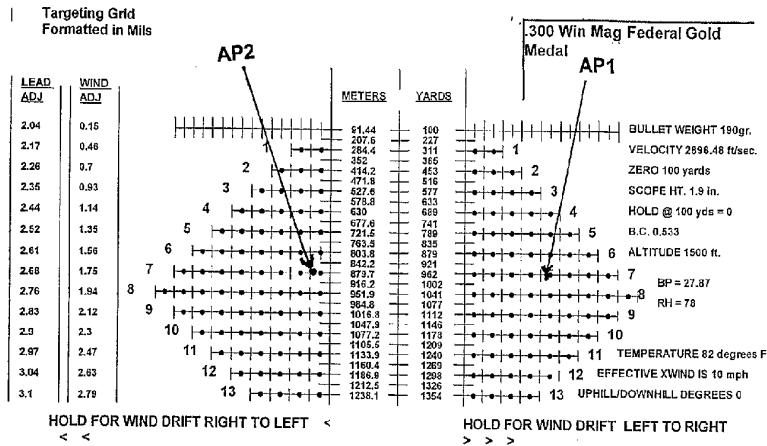 Targeting Grid
Formatted in Mils
.300 Win Mag Federal Gold
Medal
AP2
AP1
LEAD WIND
ADJ ADJ
METERS YARDS
2.04 0.15 91.44 100 BULLET WEIGHT 190gr.
207.6 227
2.17 0.46 1 284.4 311 1 VELOCITY 2896.48 ft/sec.
352 385
2.26 0.7 2 414.2 453 2 ZERO 100 yards
471.8 516
2.35 0.93 3 527.6 577 3 SCOPE HT. 1.9 in.
578.8 633
2.44 1.14 4 630 689 4 HOLD @ 100 yds = 0
677.6 741
2.52 1.35 5 721.5 789 5 B.C. 0.533
763.5 835
2.61 1.56 6 803.8 879 6 ALTITUDE 1500 ft.
842.2 921
2.68 1.75 7 879.7 962 7
916.2 1002 BP = 27.87
2.76 1.94 8 951.9 1041 8
984.8 1077 RH = 78
2.83 2.12 9 1016.8 1112 9
1047.9 1146
2.9 2.3 10 1077.2 1178 10
1105.5 1209
2.97 2.47 11 1133.9 1240 11 TEMPERATURE 82 degrees F
1160.4 1269
3.04 2.63 12 1186.9 1298 12 EFFECTIVE XWIND IS 10 mph
1212.5 1326
3.1 2.79 13 1238.1 1354 13 UPHILL/DOWNHILL DEGREES 0
HOLD FOR WIND DRIFT RIGHT TO LEFT <
< <
HOLD FOR WIND DRIFT LEFT TO RIGHT
> > >